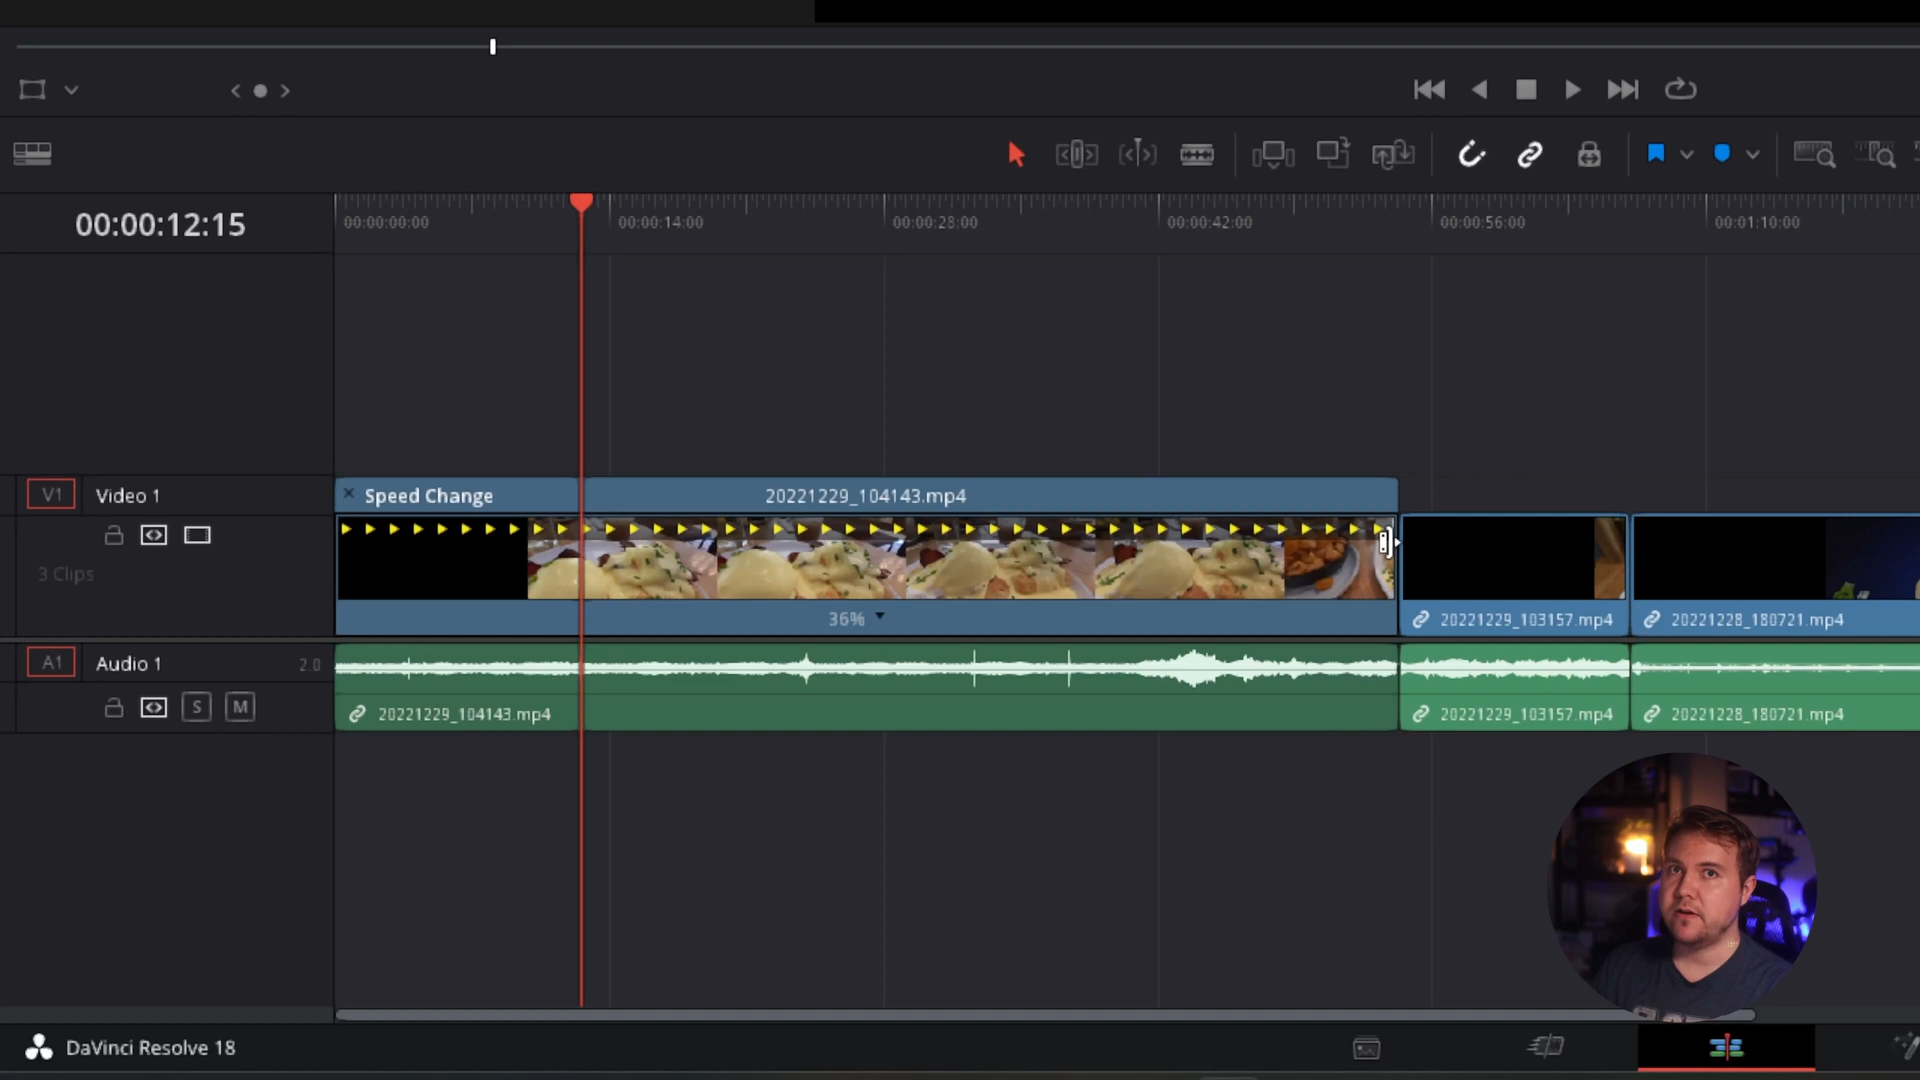 00:00:12:15
00:00:00:00
00:00:14:00
00:00:28:00
00:00:42:00
00:00:56:00
00:01:10:00
V1
Video 1
3 Clips
Speed Change
20221229_104143.mp4
36%
20221229_103157.mp4
20221228_180721.mp4
A1
Audio 1
2.0
S
M
20221229_104143.mp4
20221229_103157.mp4
20221228_180721.mp4
DaVinci Resolve 18